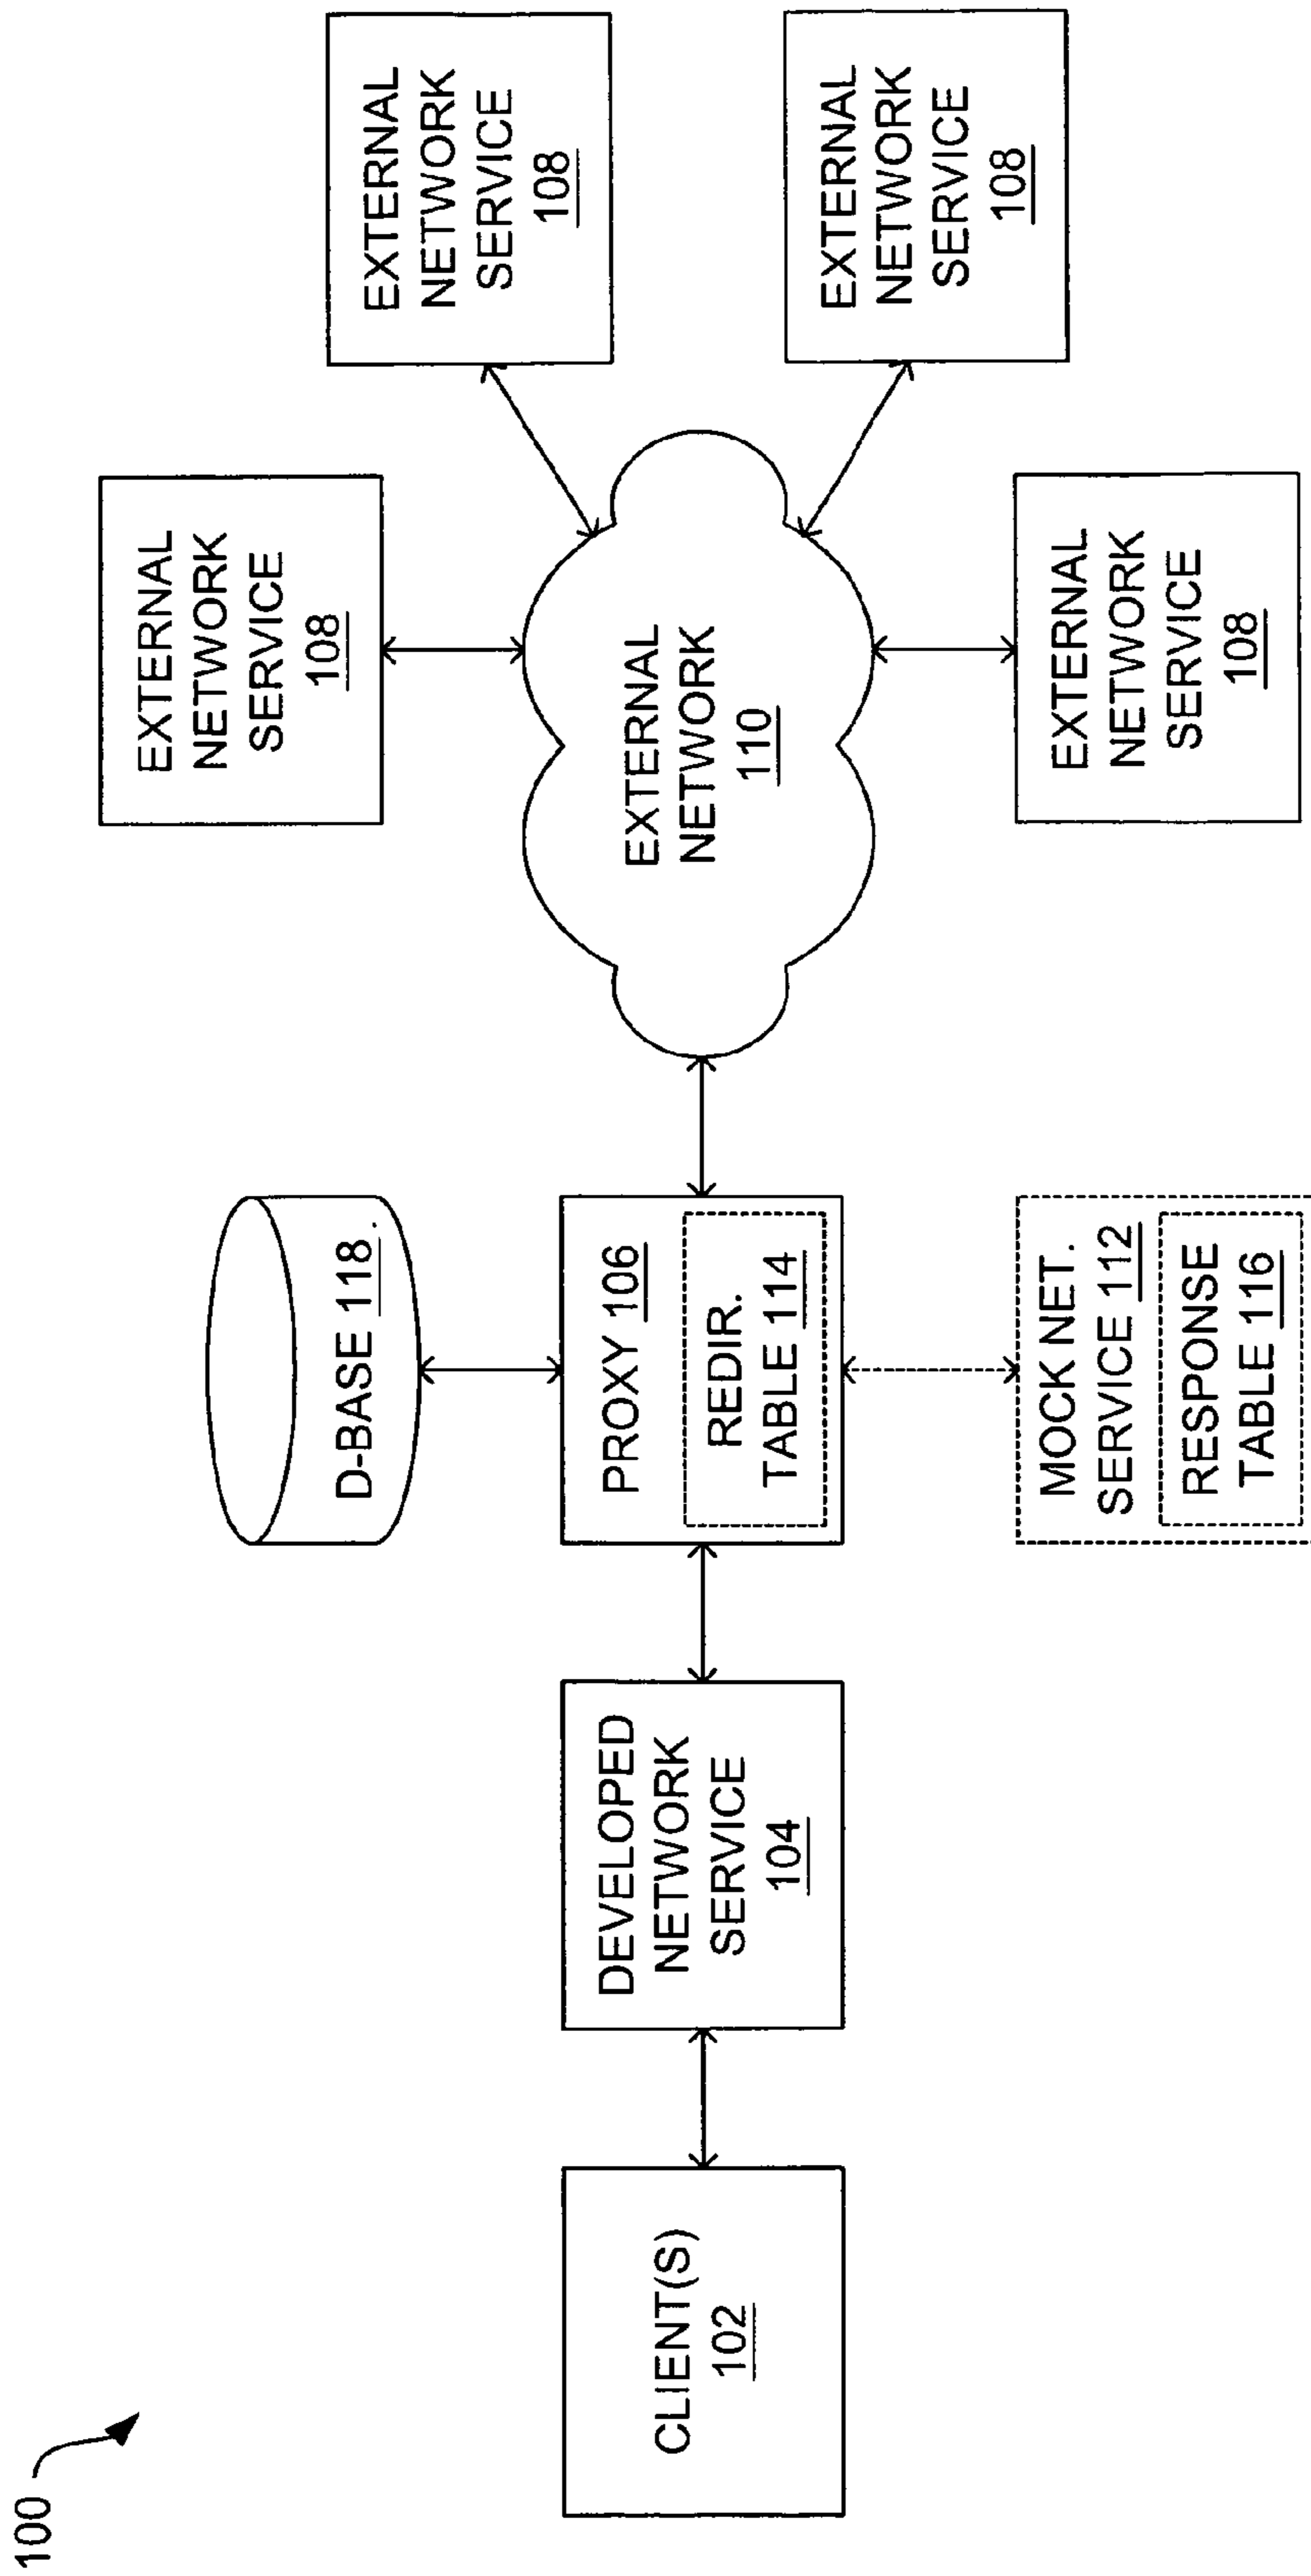 100
CLIENT(S)
102
DEVELOPED
NETWORK
SERVICE
104
D-BASE 118.
PROXY 106
REDIR.
TABLE 114
MOCK NET.
SERVICE 112
RESPONSE
TABLE 116
EXTERNAL
NETWORK
110
EXTERNAL
NETWORK
SERVICE
108
EXTERNAL
NETWORK
SERVICE
108
EXTERNAL
NETWORK
SERVICE
108
EXTERNAL
NETWORK
SERVICE
108